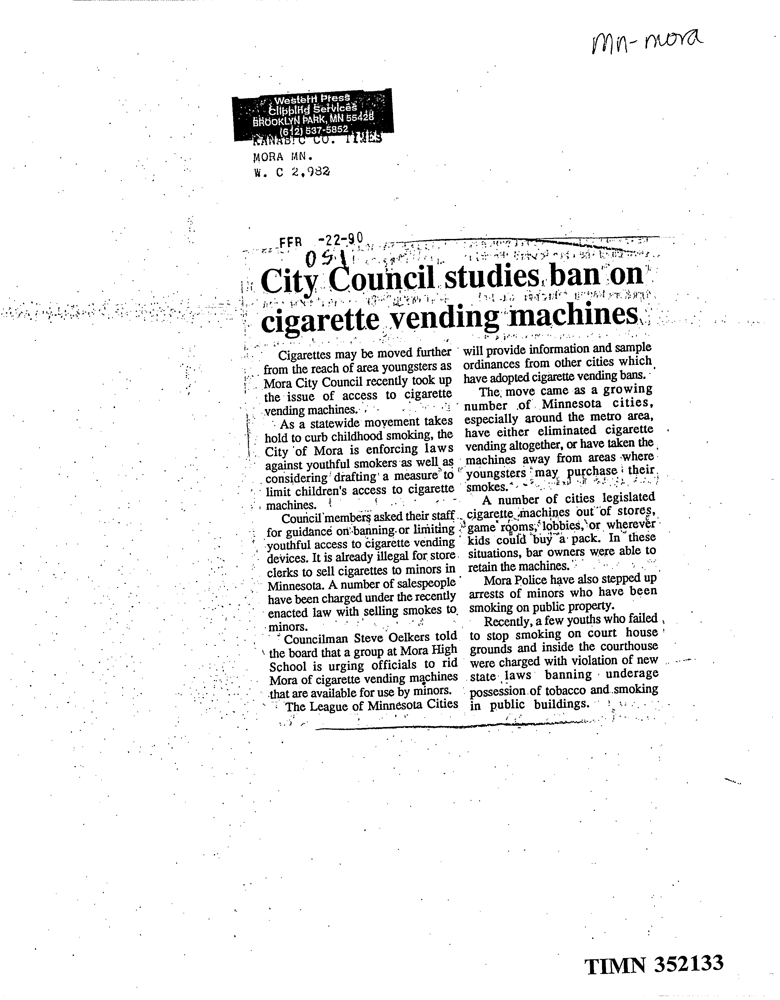 Mn-mora
Western Press
Clipping Services
BROOKLYN PARK, MN 55428
(612) 537-5852
KANABEC CO. TIMES
MORA MN.
W. C 2,982
FEB -22-90
City Council studies ban on
cigarette vending machines
Cigarettes may be moved further
from the reach of area youngsters as
Mora City Council recently took up
the issue of access to cigarette
vending machines.
As a statewide movement takes
hold to curb childhood smoking, the
City of Mora is enforcing laws
against youthful smokers as well as
considering drafting a measure to
limit children's access to cigarette
machines.
Council members asked their staff
for guidance on banning or limiting
youthful access to cigarette vending
devices. It is already illegal for store
clerks to sell cigarettes to minors in
Minnesota. A number of salespeople
have been charged under the recently
enacted law with selling smokes to
minors.
Councilman Steve Oelkers told
the board that a group at Mora High
School is urging officials to rid
Mora of cigarette vending machines
that are available for use by minors.
The League of Minnesota Cities
will provide information and sample
ordinances from other cities which
have adopted cigarette vending bans.
The move came as a growing
number of Minnesota cities,
especially around the metro area,
have either eliminated cigarette
vending altogether, or have taken the
machines away from areas where
youngsters may purchase their
smokes.
A number of cities legislated
cigarette machines out of stores,
game rooms, lobbies, or wherever
kids could buy a pack. In these
situations, bar owners were able to
retain the machines.
Mora Police have also stepped up
arrests of minors who have been
smoking on public property.
Recently, a few youths who failed
to stop smoking on court house
grounds and inside the courthouse
were charged with violation of new
state laws banning underage
possession of tobacco and smoking
in public buildings.
TIMN 352133